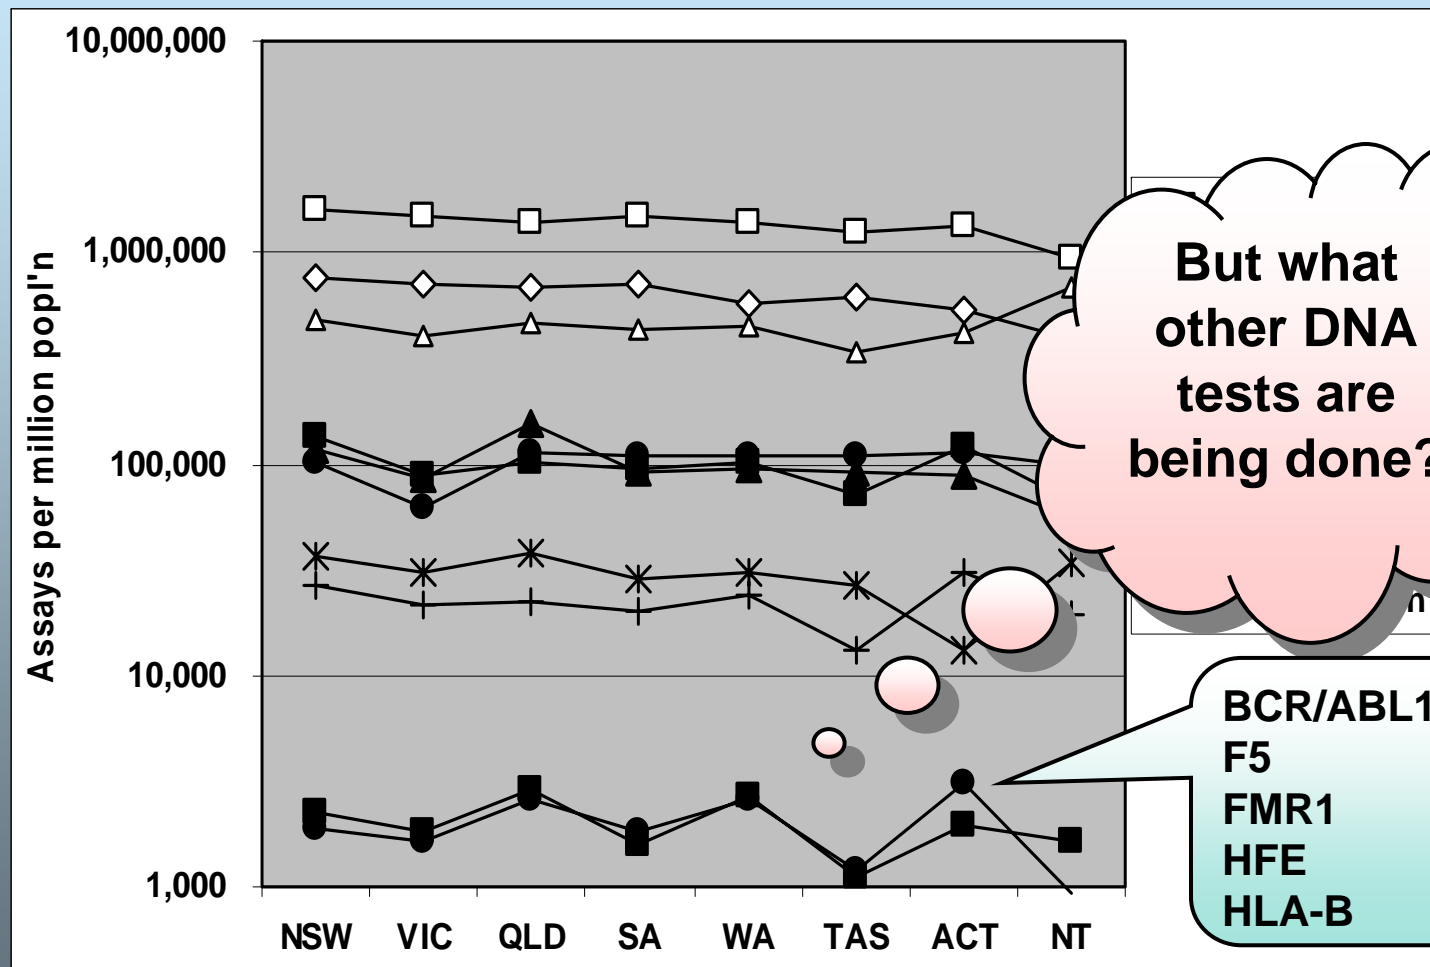 10,000,000
1,000,000
100,000
10,000
1,000
Assays per million popl'n
NSW VIC QLD SA WA TAS ACT NT
But what
other DNA
tests are
being done?
n
BCR/ABL1
F5
FMR1
HFE
HLA-B